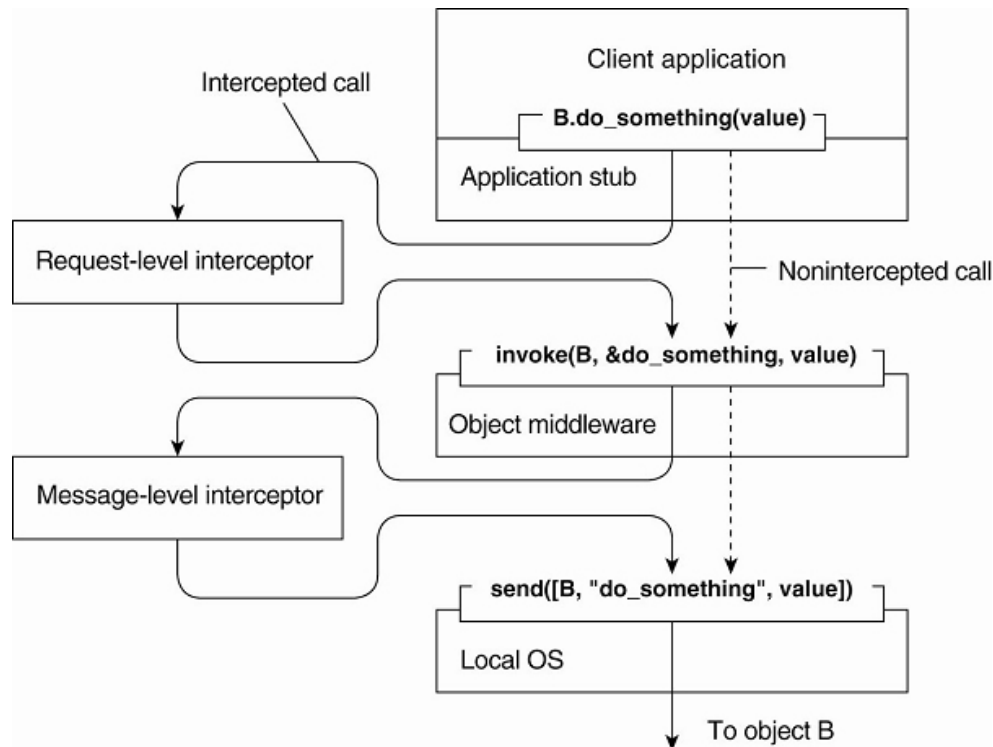 Client application
Intercepted call
B.do_something(value)
Application stub
Request-level interceptor
Nonintercepted call
invoke(B, &do_something, value)
Object middleware
Message-level interceptor
send([B, "do_something", value])
Local OS
To object B